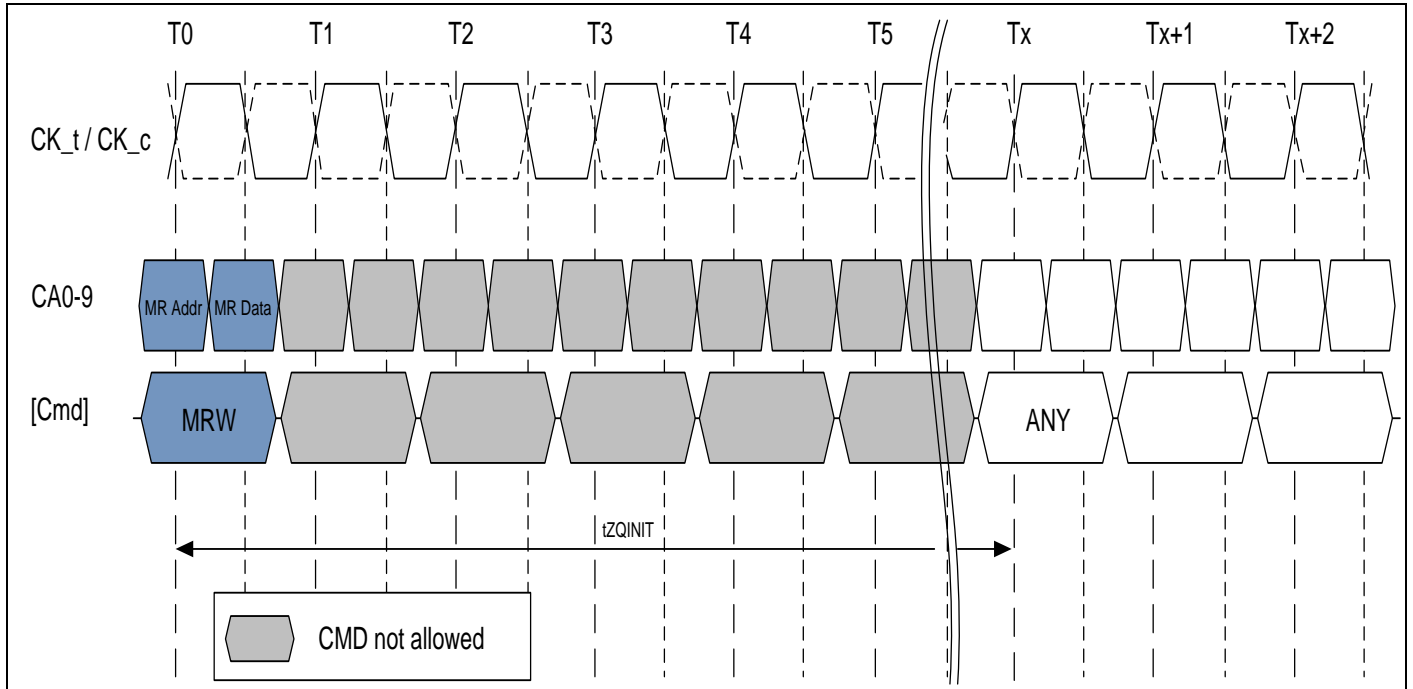 T0 T1 T2 T3 T4 T5 Tx Tx+1 Tx+2
CK_t / CK_c
CA0-9 MR Addr MR Data
[Cmd] MRW ANY
tZQINIT
CMD not allowed